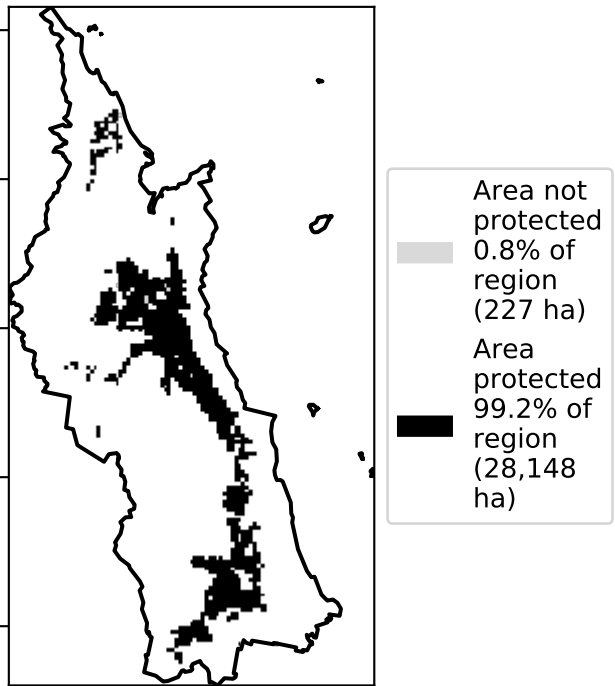 Area not
protected
0.8% of
region
(227 ha)
Area
protected
99.2% of
region
(28,148
ha)